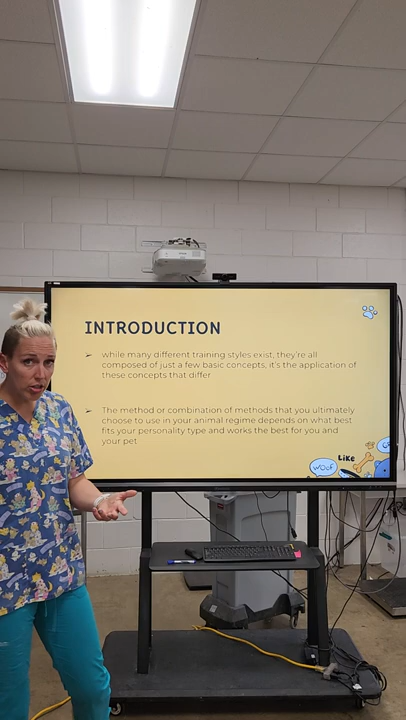 INTRODUCTION
➢ while many different training styles exist, they're all
composed of just a few basic concepts, it's the application of
these concepts that differ
➢ The method or combination of methods that you ultimately
choose to use in your animal regime depends on what best
fits your personality type and works the best for you and
your pet
LIKE
WOOF